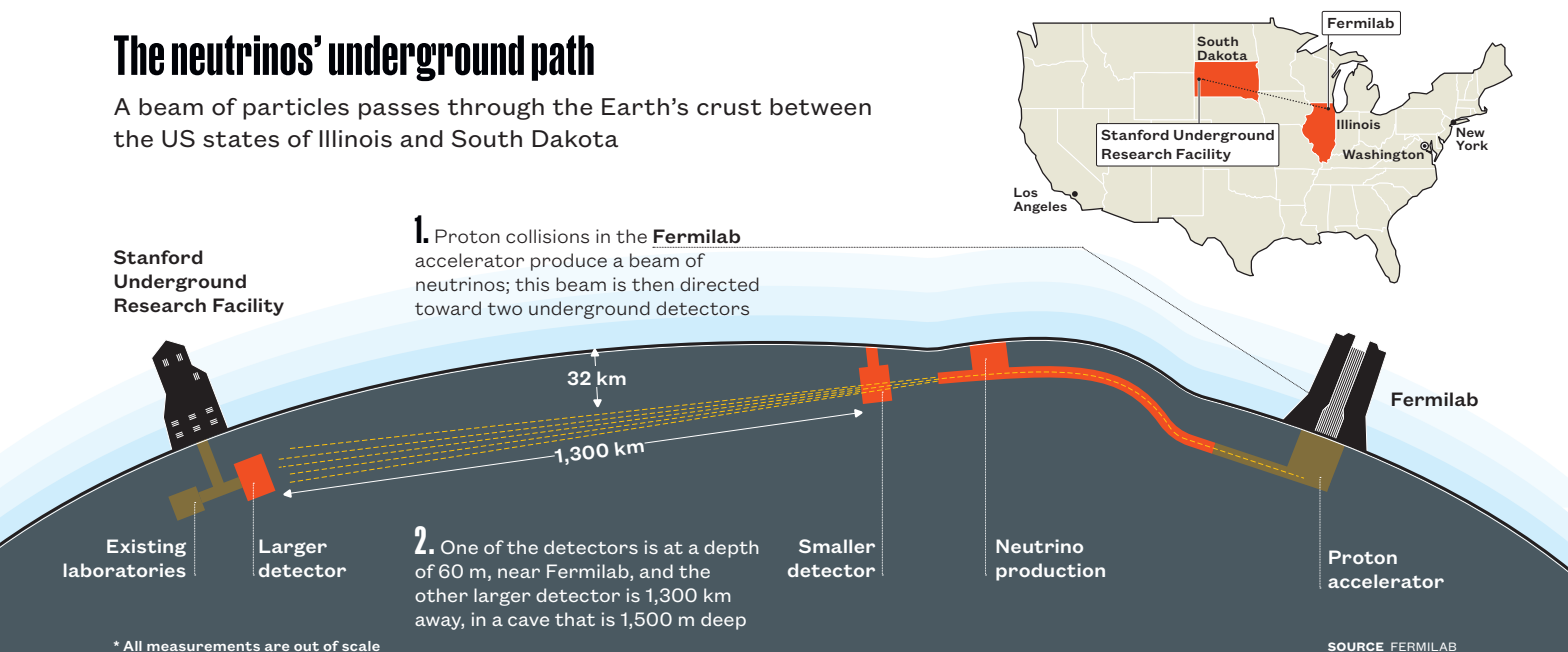 The neutrinos’ underground path
A beam of particles passes through the Earth’s crust between
the US states of Illinois and South Dakota
Fermilab
South
Dakota
Illinois
Stanford Underground
Research Facility
New
York
Washington
Los
Angeles
1. Proton collisions in the Fermilab
accelerator produce a beam of
neutrinos; this beam is then directed
toward two underground detectors
Stanford
Underground
Research Facility
32 km
1,300 km
Fermilab
Existing
laboratories
Larger
detector
2. One of the detectors is at a depth
of 60 m, near Fermilab, and the
other larger detector is 1,300 km
away, in a cave that is 1,500 m deep
Smaller
detector
Neutrino
production
Proton
accelerator
* All measurements are out of scale
SOURCE FERMILAB